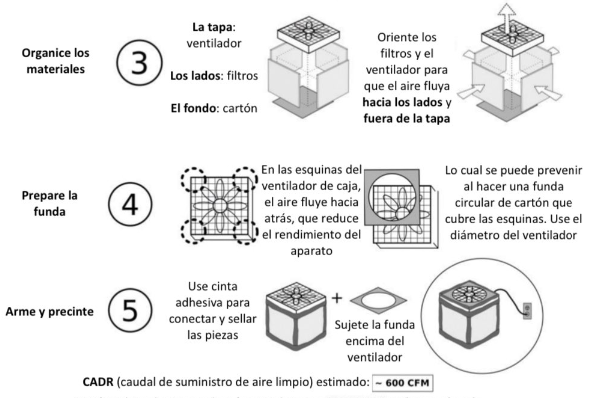 Organice los
materiales
3
La tapa:
ventilador
Los lados: filtros
El fondo: cartón
Oriente los
filtros y el
ventilador para
que el aire fluya
hacia los lados y
fuera de la tapa
Prepare la
funda
4
En las esquinas del
ventilador de caja,
el aire fluye hacia
atrás, que reduce
el rendimiento del
aparato
Lo cual se puede prevenir
al hacer una funda
circular de cartón que
cubre las esquinas. Use el
diámetro del ventilador
Arme y precinte
5
Use cinta
adhesiva para
conectar y sellar
las piezas
+
Sujete la funda
encima del
ventilador
CADR (caudal de suministro de aire limpio) estimado: ~ 600 CFM